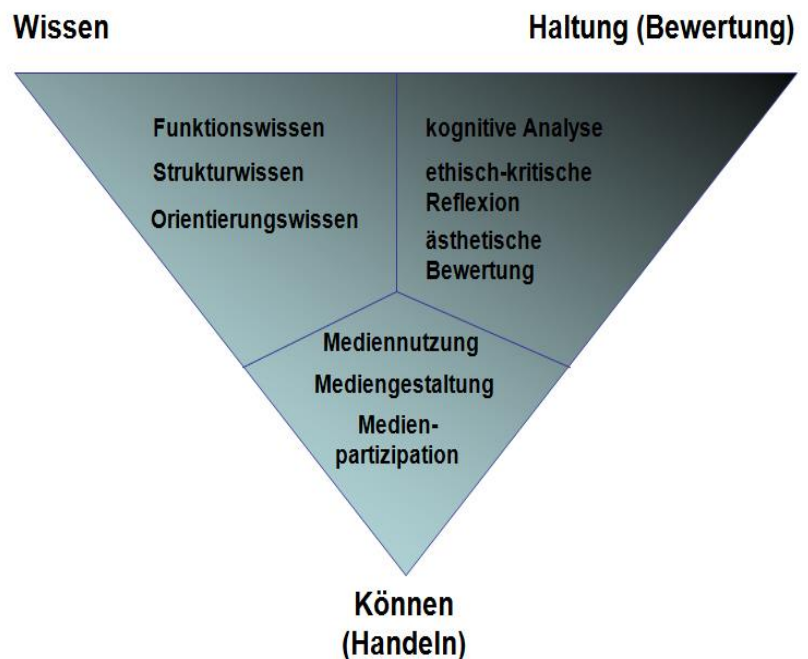 Wissen
Haltung (Bewertung)
Funktionswissen
Strukturwissen
Orientierungswissen
kognitive Analyse
ethisch-kritische
Reflexion
ästhetische
Bewertung
Mediennutzung
Mediengestaltung
Medien-
partizipation
Können
(Handeln)